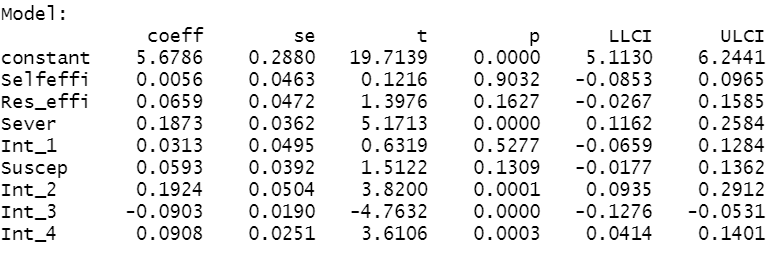 Model:
coeff se t p LLCI ULCI
constant 5.6786 0.2880 19.7139 0.0000 5.1130 6.2441
Selfeffi 0.0056 0.0463 0.1216 0.9032 -0.0853 0.0965
Res_effi 0.0659 0.0472 1.3976 0.1627 -0.0267 0.1585
Sever 0.1873 0.0362 5.1713 0.0000 0.1162 0.2584
Int_1 0.0313 0.0495 0.6319 0.5277 -0.0659 0.1284
Suscep 0.0593 0.0392 1.5122 0.1309 -0.0177 0.1362
Int_2 0.1924 0.0504 3.8200 0.0001 0.0935 0.2912
Int_3 -0.0903 0.0190 -4.7632 0.0000 -0.1276 -0.0531
Int_4 0.0908 0.0251 3.6106 0.0003 0.0414 0.1401